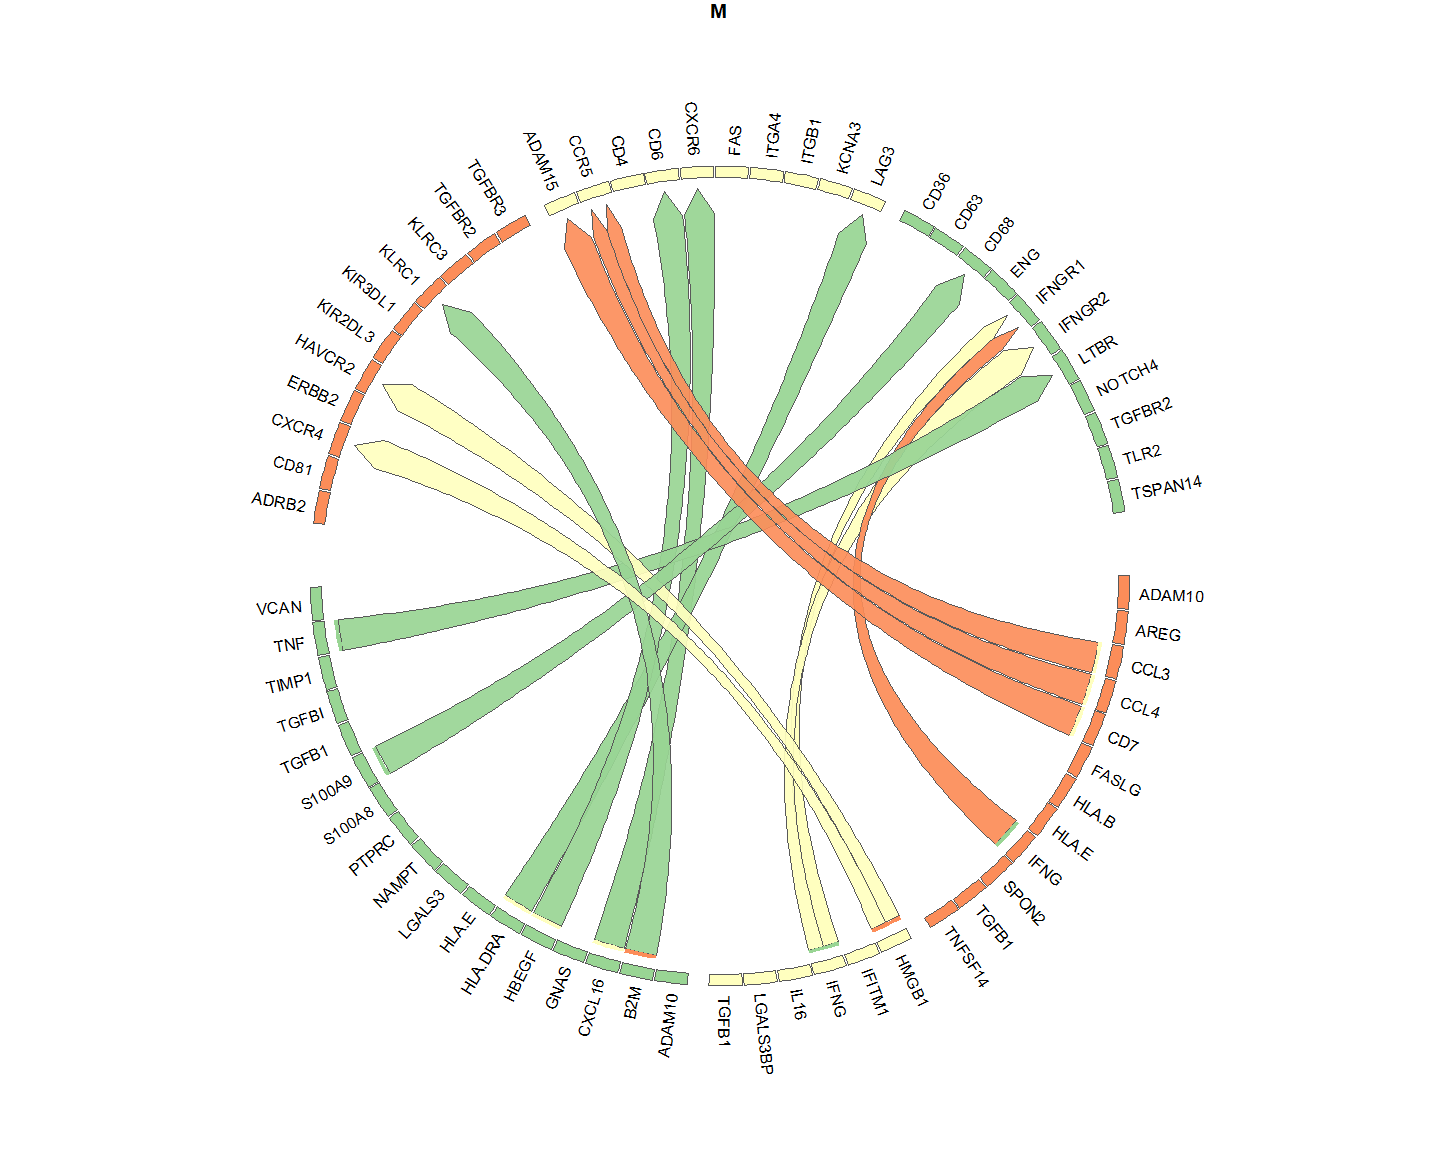 M
ADAM15
CCR5
CD4
CD6
CXCR6
FAS
ITGA4
ITGB1
KCNA3
LAG3
CD36
CD63
CD68
ENG
IFNGR1
IFNGR2
LTBR
NOTCH4
TGFBR2
TLR2
TSPAN14
ADAM10
AREG
CCL3
CCL4
CD7
FASLG
HLA.B
HLA.E
IFNG
SPON2
TGFB1
TNFSF14
HMGB1
IFITM1
IFNG
IL16
LGALS3BP
TGFB1
ADAM10
B2M
CXCL16
GNAS
HBEGF
HLA.DRA
HLA.E
LGALS3
NAMPT
PTPRC
S100A8
S100A9
TGFB1
TGFBI
TIMP1
TNF
VCAN
ADRB2
CD81
CXCR4
ERBB2
HAVCR2
KIR2DL3
KIR3DL1
KLRC1
KLRC3
TGFBR2
TGFBR3